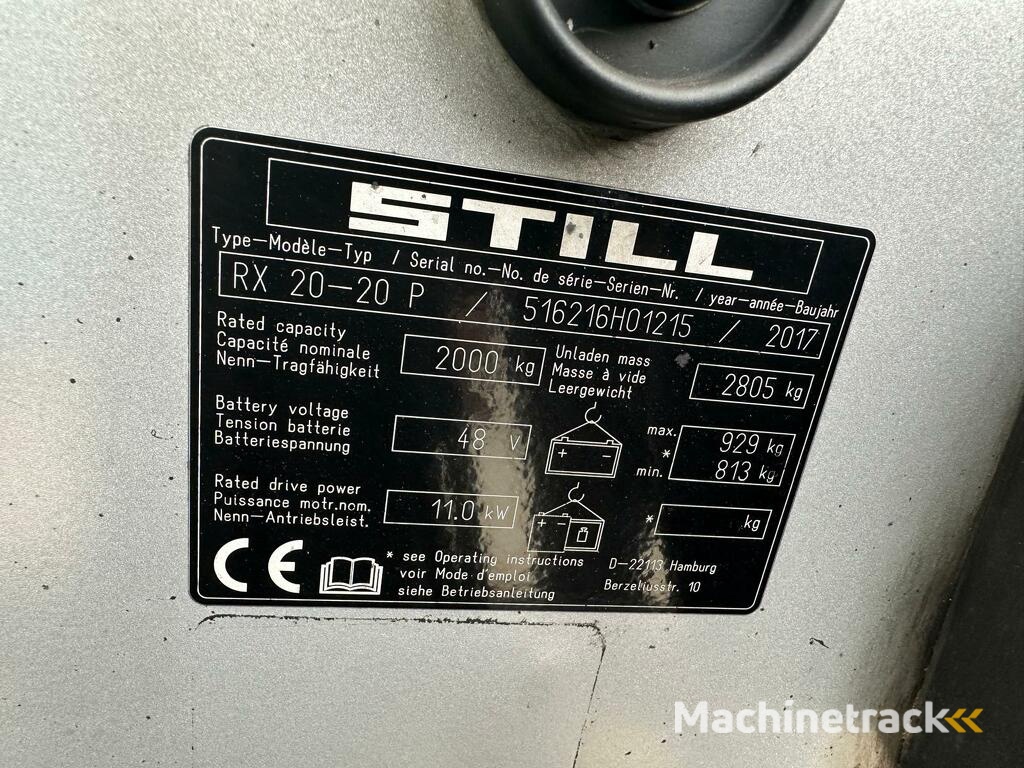 STILL
Type-Modèle-Typ / Serial no.-No. de série-Serien-Nr. / year-année-Baujahr
RX 20-20 P / 516216H01215 / 2017
Rated capacity
Capacité nominale
Nenn-Tragfähigkeit
2000 kg
Unladen mass
Masse à vide
Leergewicht
2805 kg
Battery voltage
Tension batterie
Batteriespannung
48 V
+ -
max. 929 kg
*
min. 813 kg
Rated drive power
Puissance motr.nom.
Nenn-Antriebsleist.
11.0 kW
+ -
* kg
CE
* see Operating instructions
voir Mode d'emploi
siehe Betriebsanleitung
D-22113 Hamburg
Berzeliusstr. 10
Machinetrack